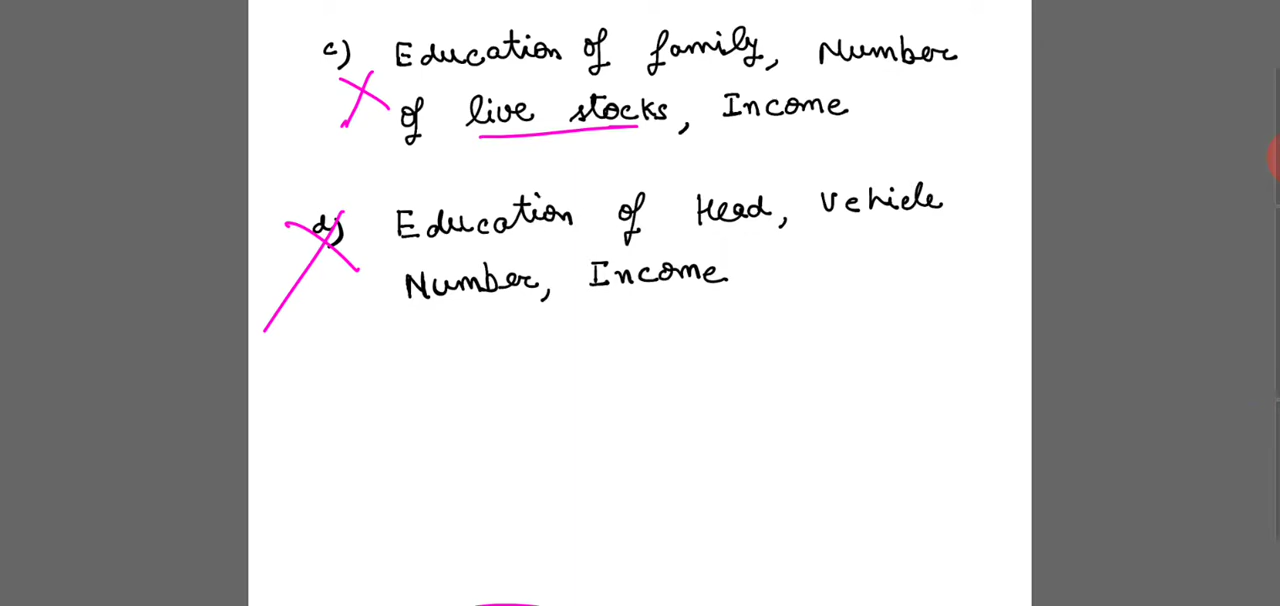 c) Education of family, Number
of live stocks, Income
d) Education of Head, Vehicle
Number, Income